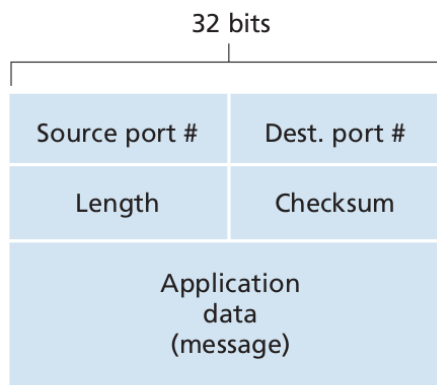 32 bits
Source port #
Dest. port #
Length
Checksum
Application
data
(message)